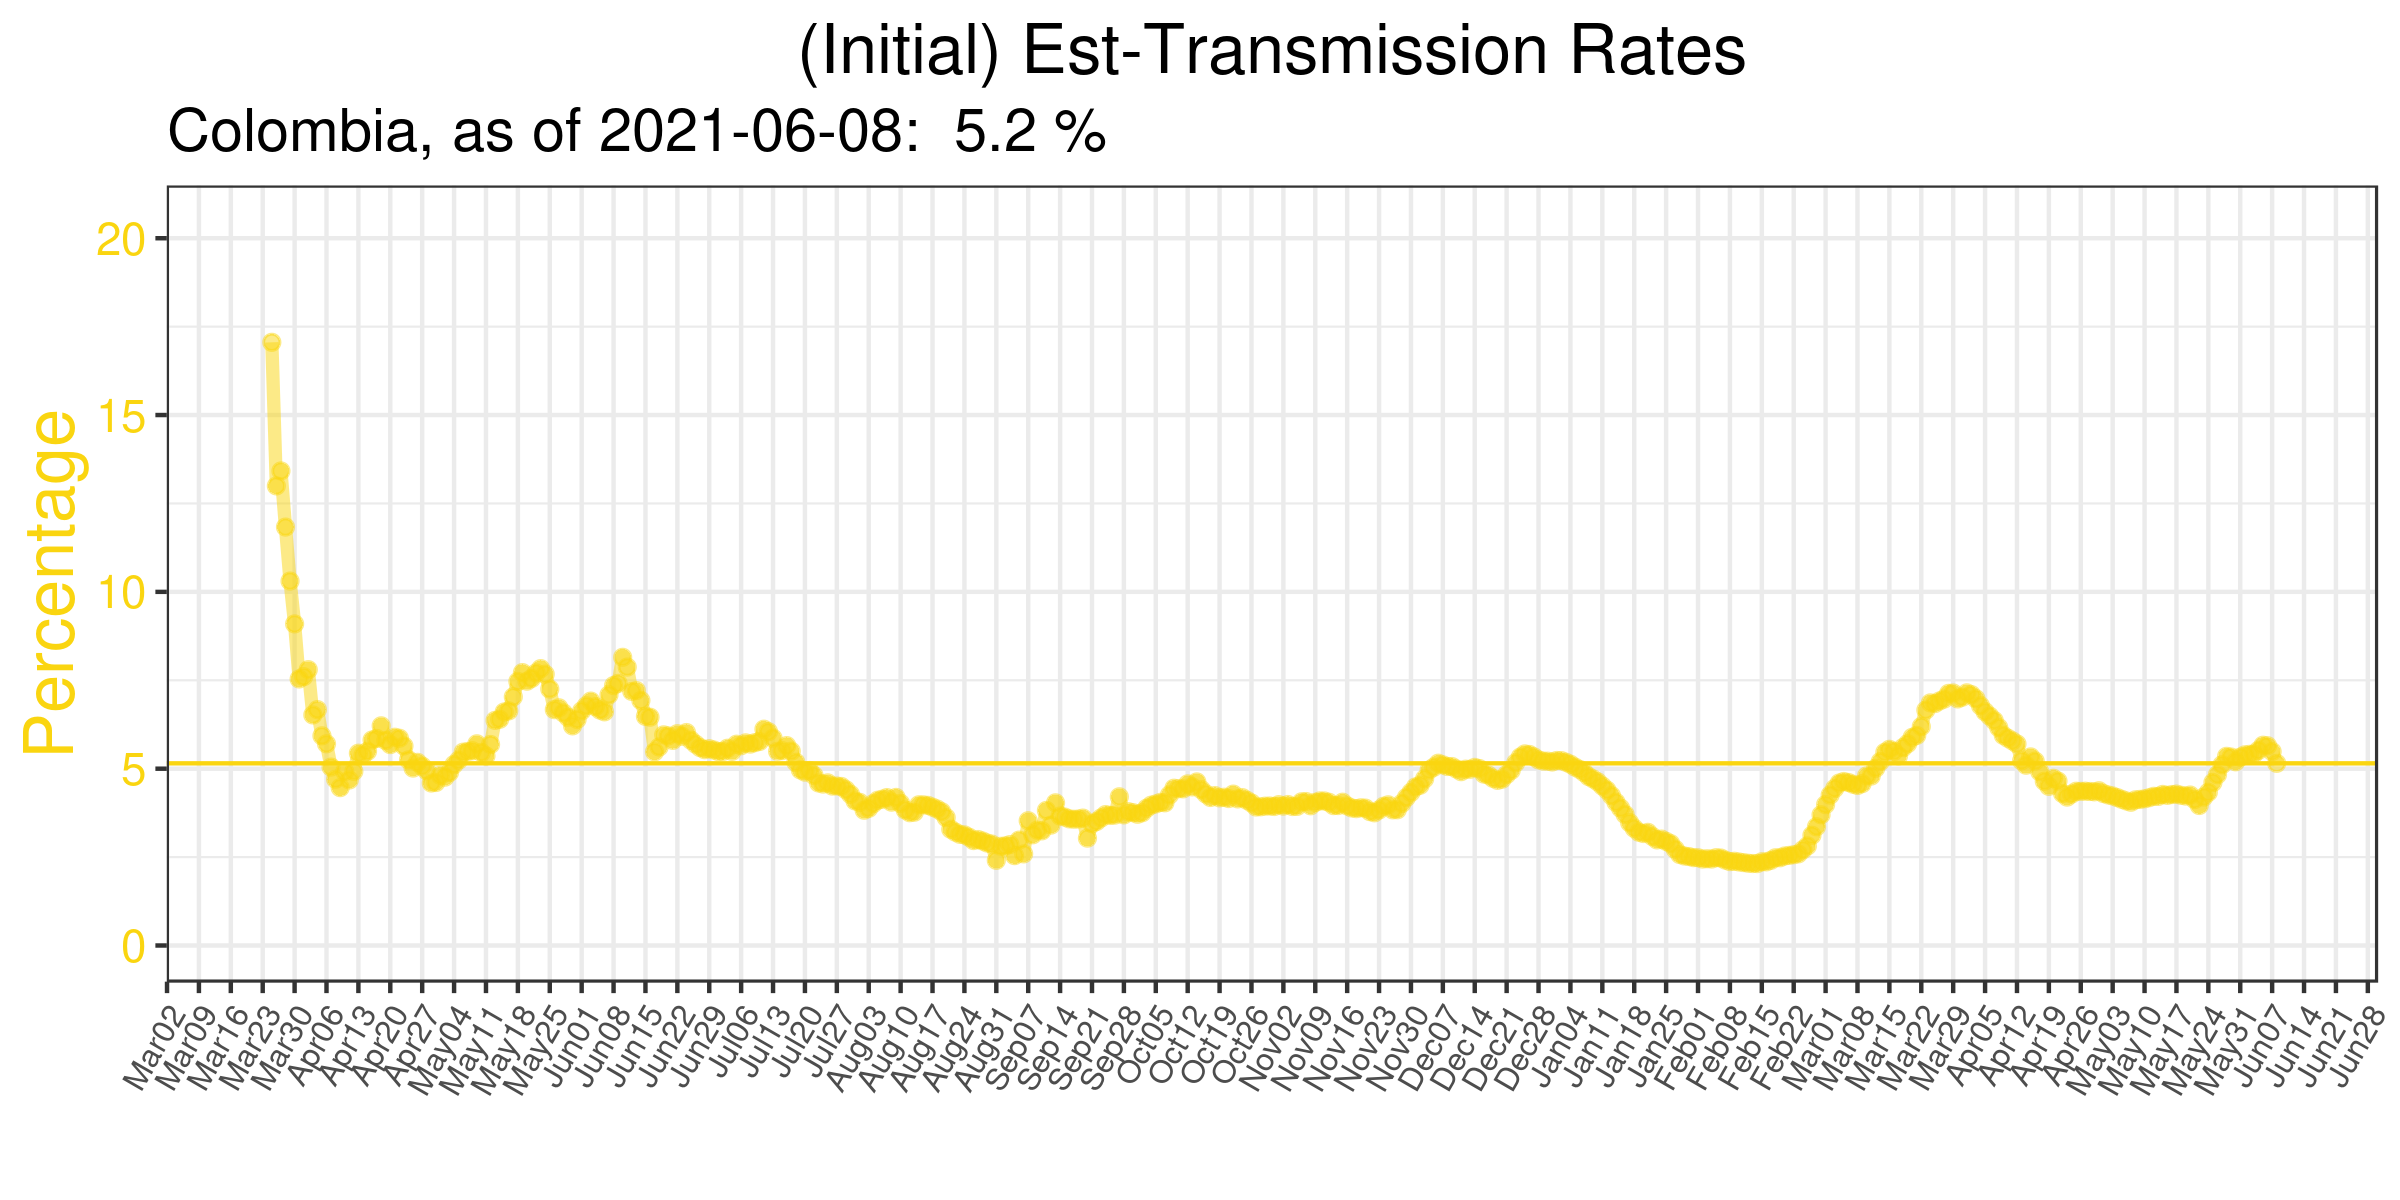 (Initial) Est-Transmission Rates
Colombia, as of 2021-06-08:  5.2 %
Percentage
20
15
10
5
0
Mar02 Mar09 Mar16 Mar23 Mar30 Apr06 Apr13 Apr20 Apr27 May04 May11 May18 May25 Jun01 Jun08 Jun15 Jun22 Jun29 Jul06 Jul13 Jul20 Jul27 Aug03 Aug10 Aug17 Aug24 Aug31 Sep07 Sep14 Sep21 Sep28 Oct05 Oct12 Oct19 Oct26 Nov02 Nov09 Nov16 Nov23 Nov30 Dec07 Dec14 Dec21 Dec28 Jan04 Jan11 Jan18 Jan25 Feb01 Feb08 Feb15 Feb22 Mar01 Mar08 Mar15 Mar22 Mar29 Apr05 Apr12 Apr19 Apr26 May03 May10 May17 May24 May31 Jun07 Jun14 Jun21 Jun28